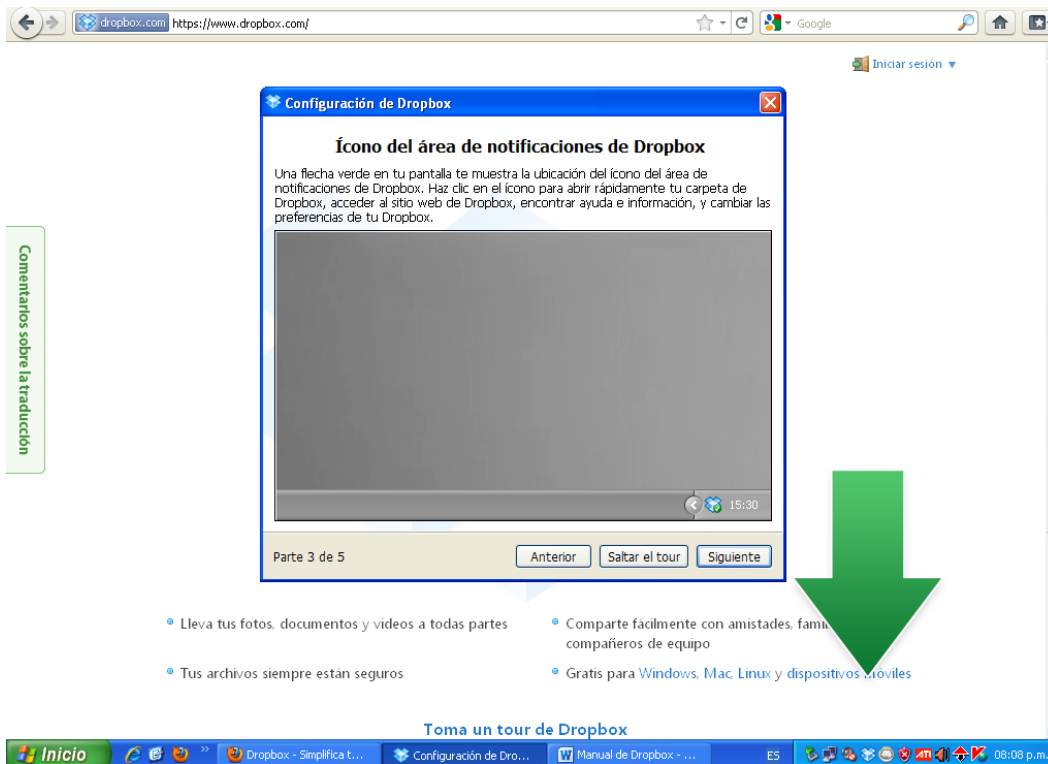 dropbox.com https://www.dropbox.com/
Google
Iniciar sesión
Configuración de Dropbox
Ícono del área de notificaciones de Dropbox
Una flecha verde en tu pantalla te muestra la ubicación del ícono del área de
notificaciones de Dropbox. Haz clic en el ícono para abrir rápidamente tu carpeta de
Dropbox, acceder al sitio web de Dropbox, encontrar ayuda e información, y cambiar las
preferencias de tu Dropbox.
15:30
Parte 3 de 5
Anterior
Saltar el tour
Siguiente
Comentarios sobre la traducción
Lleva tus fotos, documentos y videos a todas partes
Comparte fácilmente con amistades,
compañeros de equipo
Tus archivos siempre están seguros
Gratis para Windows, Mac, Linux y dispositivos móviles
Toma un tour de Dropbox
Inicio
Dropbox - Simplifica t...
Configuración de Dro...
Manual de Dropbox - ...
ES
ATI
08:08 p.m.